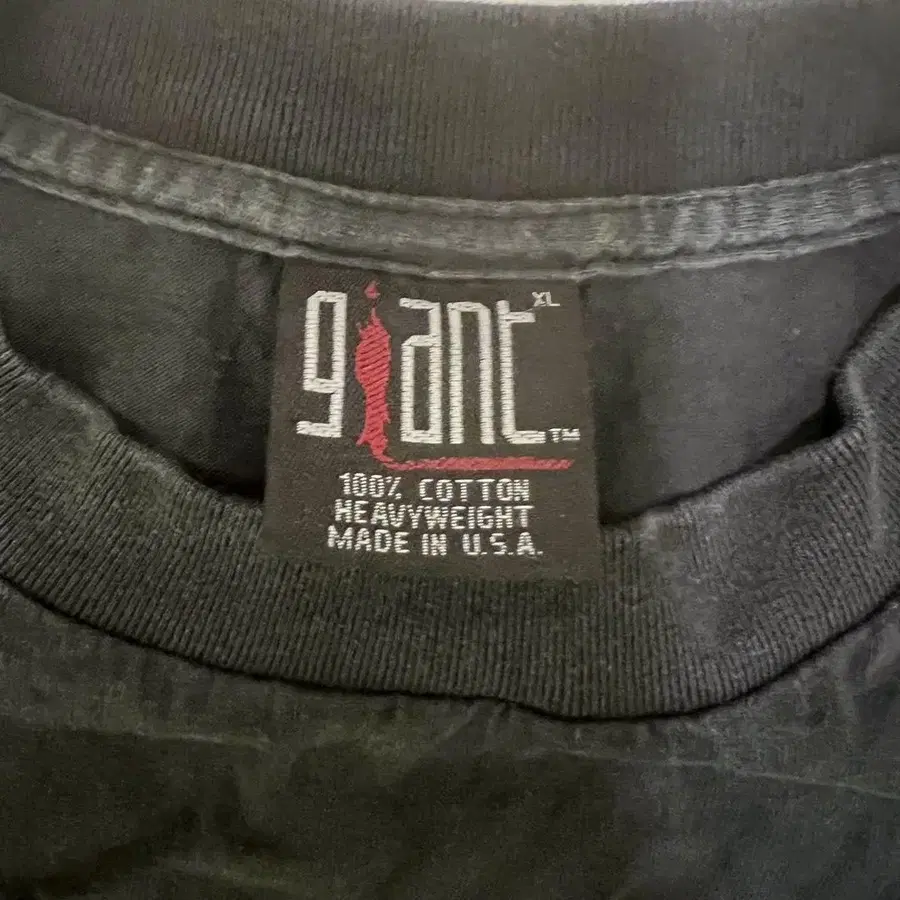 giant XL
TM
100% COTTON
HEAVYWEIGHT
MADE IN U.S.A.